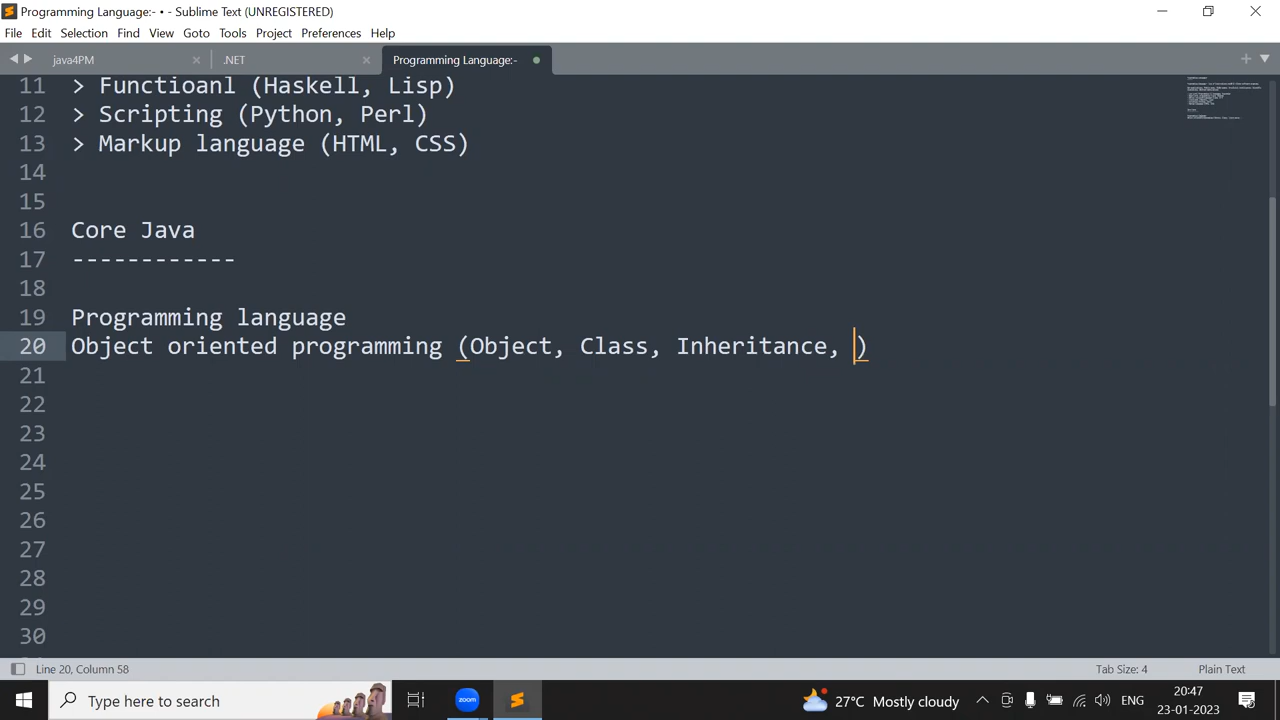 Programming Language:- • - Sublime Text (UNREGISTERED)
File Edit Selection Find View Goto Tools Project Preferences Help
java4PM .NET Programming Language:-
11 > Functioanl (Haskell, Lisp)
12 > Scripting (Python, Perl)
13 > Markup language (HTML, CSS)
14
15
16 Core Java
17 ------------
18
19 Programming language
20 Object oriented programming (Object, Class, Inheritance, )
21
22
23
24
25
26
27
28
29
30
Line 20, Column 58 Tab Size: 4 Plain Text
Type here to search zoom 27°C Mostly cloudy ENG 20:47
23-01-2023